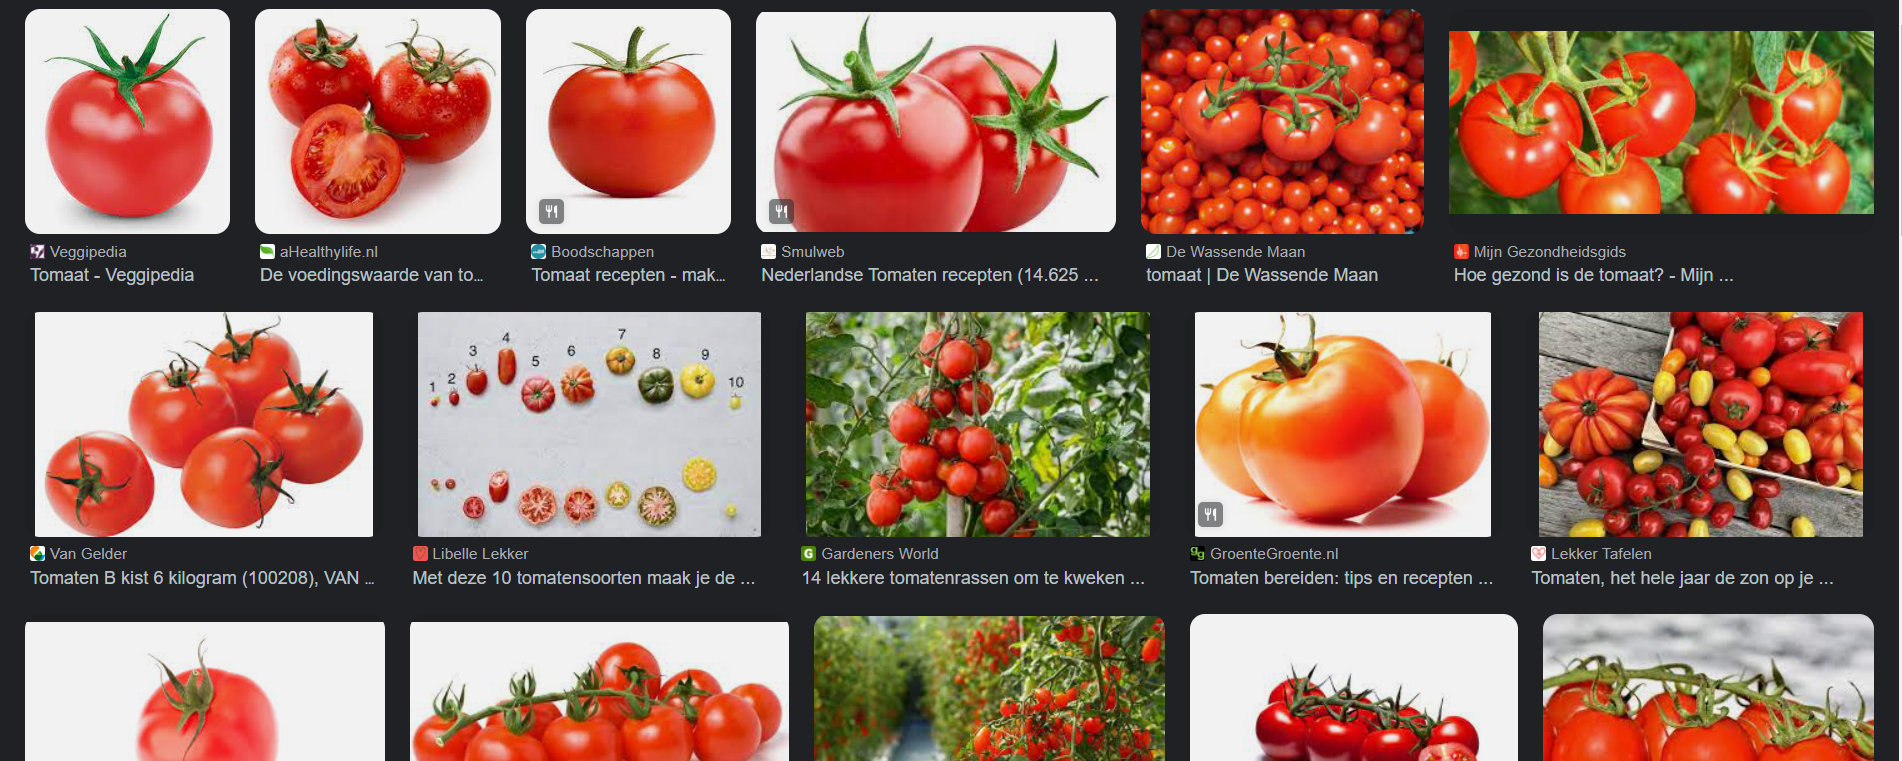 Veggipedia
Tomaat - Veggipedia
aHealthylife.nl
De voedingswaarde van to...
Boodschappen
Tomaat recepten - mak...
Smulweb
Nederlandse Tomaten recepten (14.625 ...
De Wassende Maan
tomaat | De Wassende Maan
Mijn Gezondheidsgids
Hoe gezond is de tomaat? - Mijn ...
1
2
3
4
5
6
7
8
9
10
Van Gelder
Tomaten B kist 6 kilogram (100208), VAN ...
Libelle Lekker
Met deze 10 tomatensoorten maak je de ...
G
Gardeners World
14 lekkere tomatenrassen om te kweken ...
gg
GroenteGroente.nl
Tomaten bereiden: tips en recepten ...
Lekker Tafelen
Tomaten, het hele jaar de zon op je ...